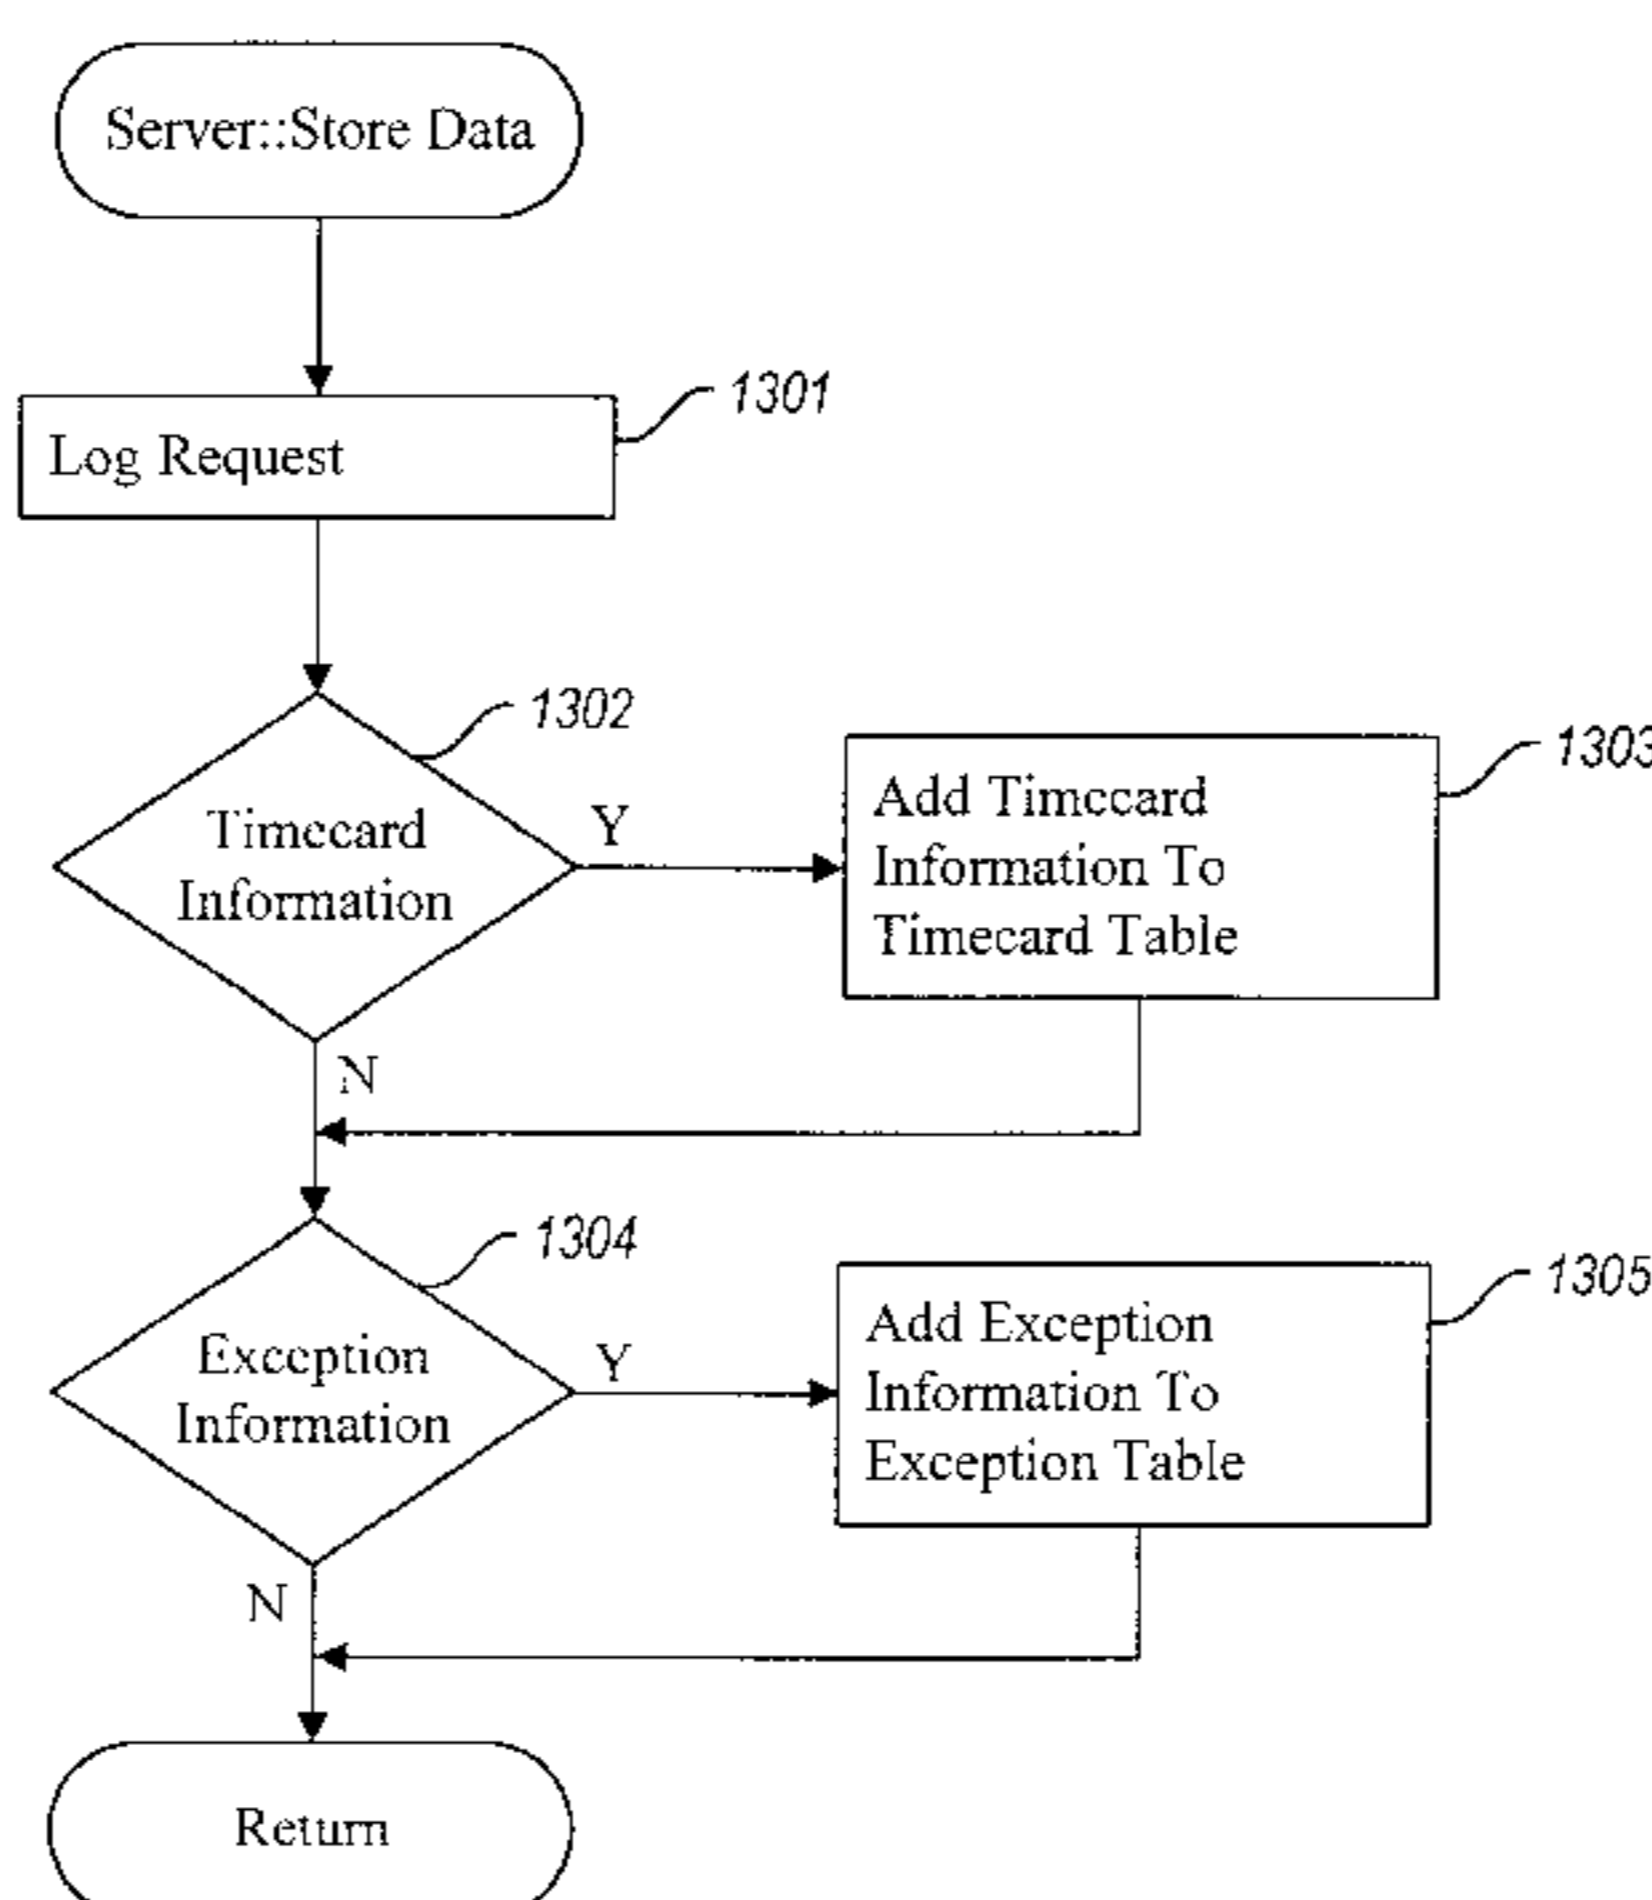 Server::Store Data
1301
Log Request
1302
Timecard
Information
Y
N
1303
Add Timecard
Information To
Timecard Table
1304
Exception
Information
Y
N
1305
Add Exception
Information To
Exception Table
Return